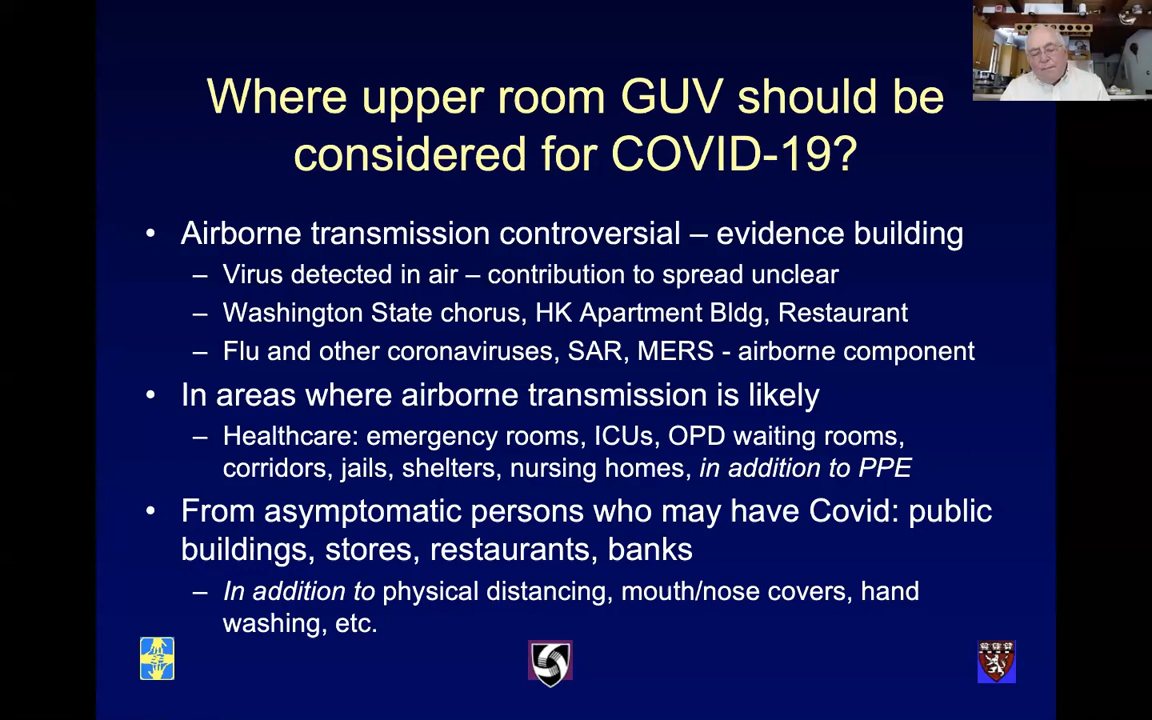 Where upper room GUV should be
considered for COVID-19?
• Airborne transmission controversial – evidence building
– Virus detected in air – contribution to spread unclear
– Washington State chorus, HK Apartment Bldg, Restaurant
– Flu and other coronaviruses, SAR, MERS - airborne component
• In areas where airborne transmission is likely
– Healthcare: emergency rooms, ICUs, OPD waiting rooms,
corridors, jails, shelters, nursing homes, in addition to PPE
• From asymptomatic persons who may have Covid: public
buildings, stores, restaurants, banks
– In addition to physical distancing, mouth/nose covers, hand
washing, etc.